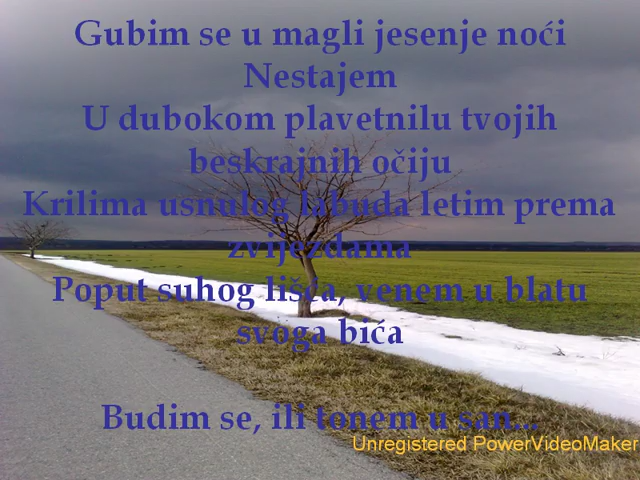 Gubim se u magli jesenje noći
Nestajem
U dubokom plavetnilu tvojih
beskrajnih očiju
Krilima usnulog labuda letim prema
zvijezdama
Poput suhog lišća, venem u blatu
svoga bića
Budim se, ili tonem u san...
Unregistered PowerVideoMaker